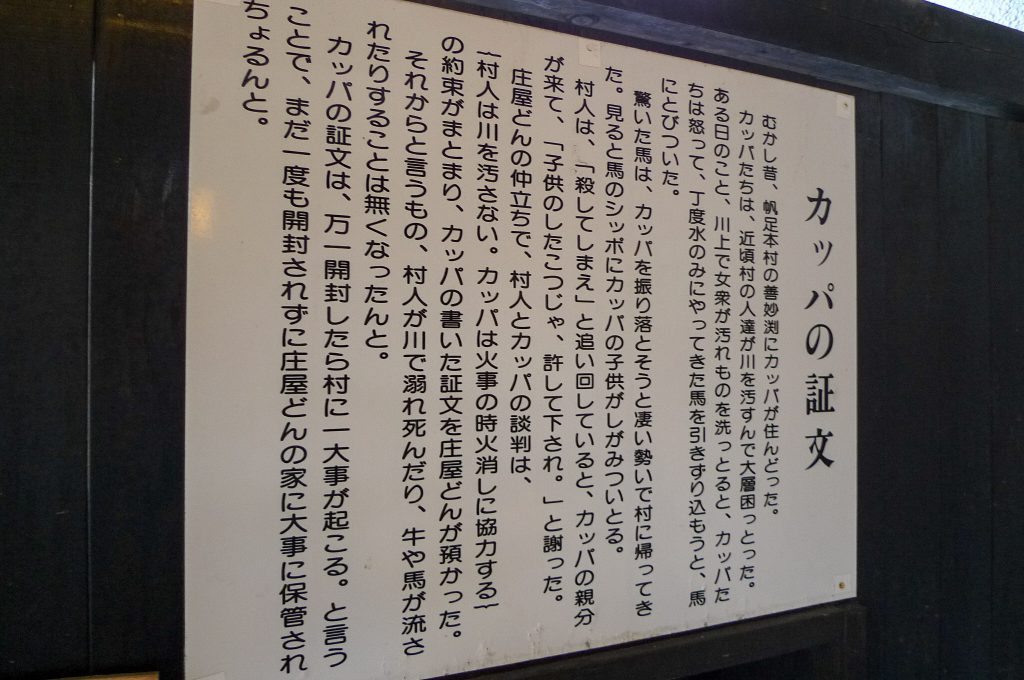 カッパの証文
むかし昔、帆足本村の善妙渕にカッパが住んどった。
カッパたちは、近頃村の人達が川を汚すんで大層困っとった。
ある日のこと、川上で女衆が汚れものを洗っとると、カッパた
ちは怒って、丁度水のみにやってきた馬を引きずり込もうと、馬
にとびついた。
驚いた馬は、カッパを振り落とそうと凄い勢いで村に帰ってき
た。見ると馬のシッポにカッパの子供がしがみついとる。
村人は、「殺してしまえ」と追い回していると、カッパの親分
が来て、「子供のしたこつじゃ、許して下され。」と謝った。
庄屋どんの仲立ちで、村人とカッパの談判は、
{村人は川を汚さない。カッパは火事の時火消しに協力する}
の約束がまとまり、カッパの書いた証文を庄屋どんが預かった。
それからと言うもの、村人が川で溺れ死んだり、牛や馬が流さ
れたりすることは無くなったんと。
カッパの証文は、万一開封したら村に一大事が起こる。と言う
ことで、まだ一度も開封されずに庄屋どんの家に大事に保管され
ちょるんと。